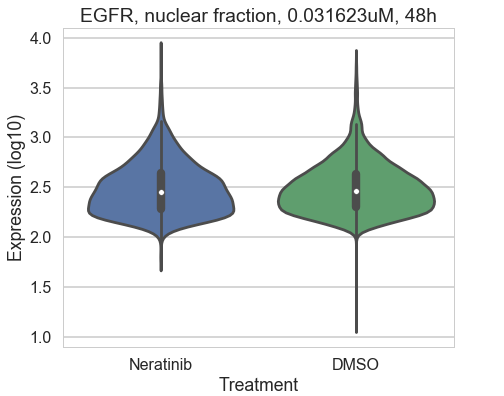 EGFR, nuclear fraction, 0.031623uM, 48h
4.0
3.5
3.0
2.5
2.0
1.5
1.0
Expression (log10)
Neratinib DMSO
Treatment